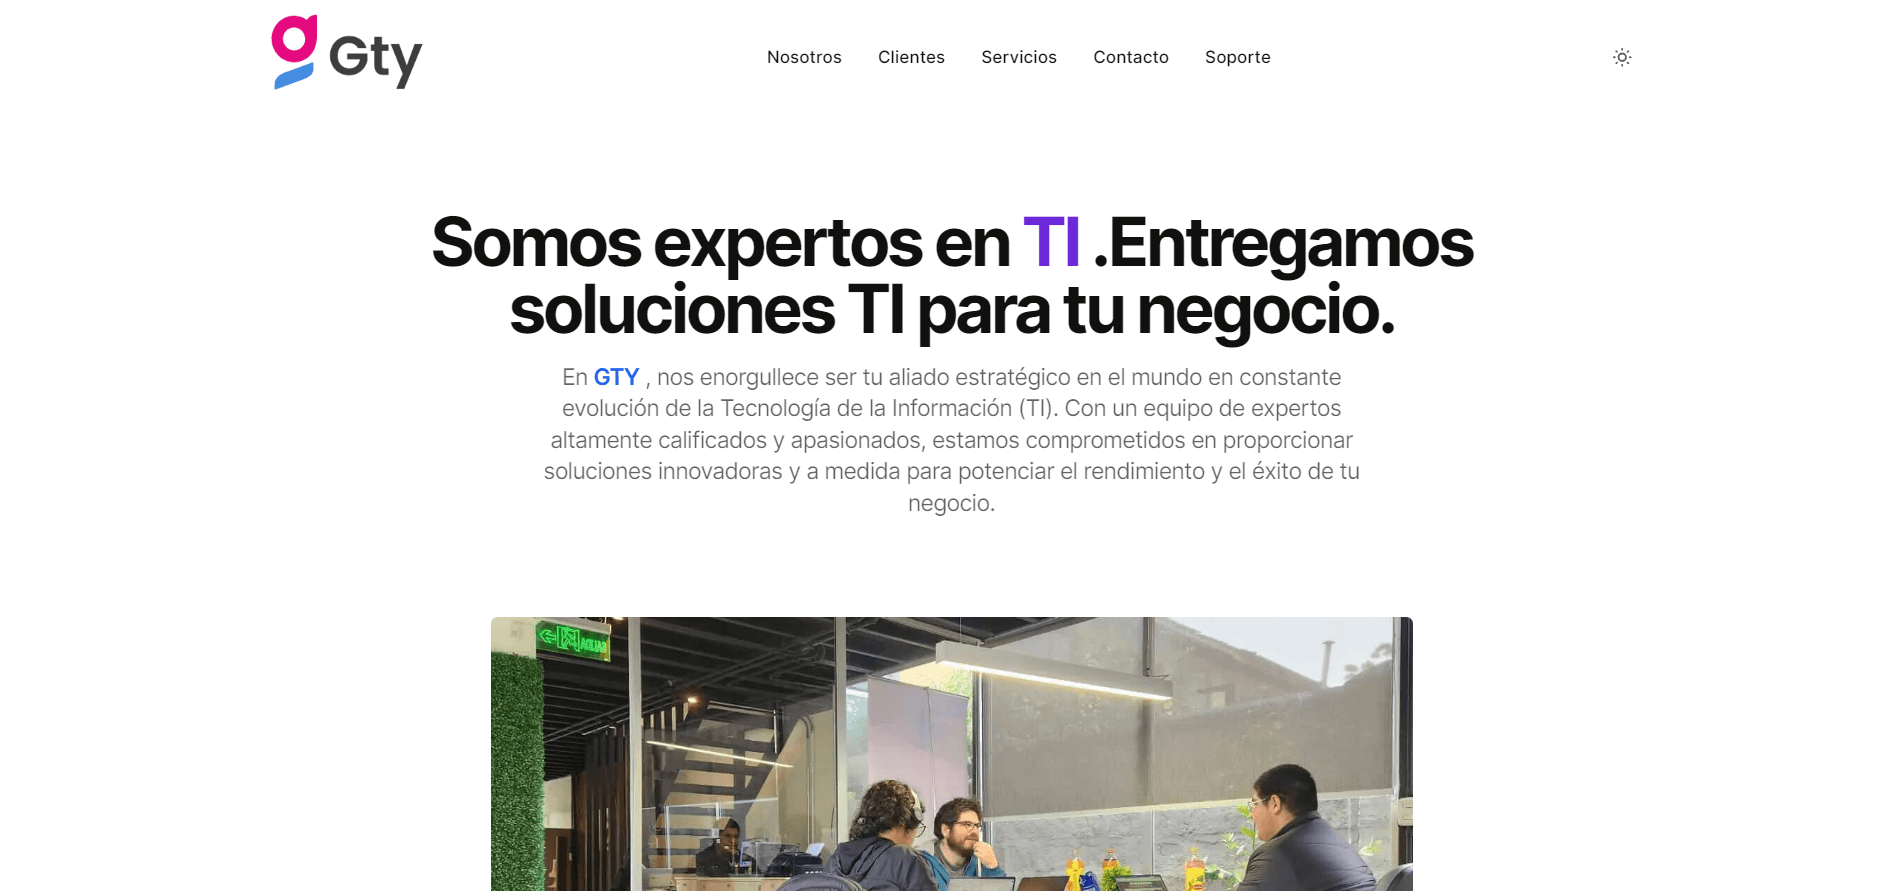 Gty
Nosotros Clientes Servicios Contacto Soporte
Somos expertos en TI .Entregamos
soluciones TI para tu negocio.
En GTY , nos enorgullece ser tu aliado estratégico en el mundo en constante
evolución de la Tecnología de la Información (TI). Con un equipo de expertos
altamente calificados y apasionados, estamos comprometidos en proporcionar
soluciones innovadoras y a medida para potenciar el rendimiento y el éxito de tu
negocio.